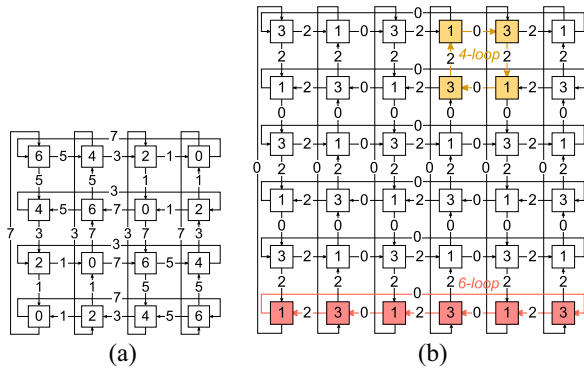 7
6 5 4 3 2 1 0
5 5 1 1
3
4 5 6 7 0 1 2
7 3 7 7 3 7 3 3
3
2 1 0 7 6 5 4
1 1 5 5
7
0 1 2 3 4 5 6
(a)
0
3 2 1 0 3 2 1 0 3 2 1
2 2 2 2 4-loop 2 2
0
1 2 3 0 1 2 3 0 1 2 3
0 0 0 0 0 0
0
3 2 1 0 3 2 1 0 3 2 1
0 2 0 2 0 2 0 2 0 2 0 2
0
1 2 3 0 1 2 3 0 1 2 3
0 0 0 0 0 0
0
3 2 1 0 3 2 1 0 3 2 1
2 2 2 2 6-loop 2 2
0
1 2 3 0 1 2 3 0 1 2 3
(b)